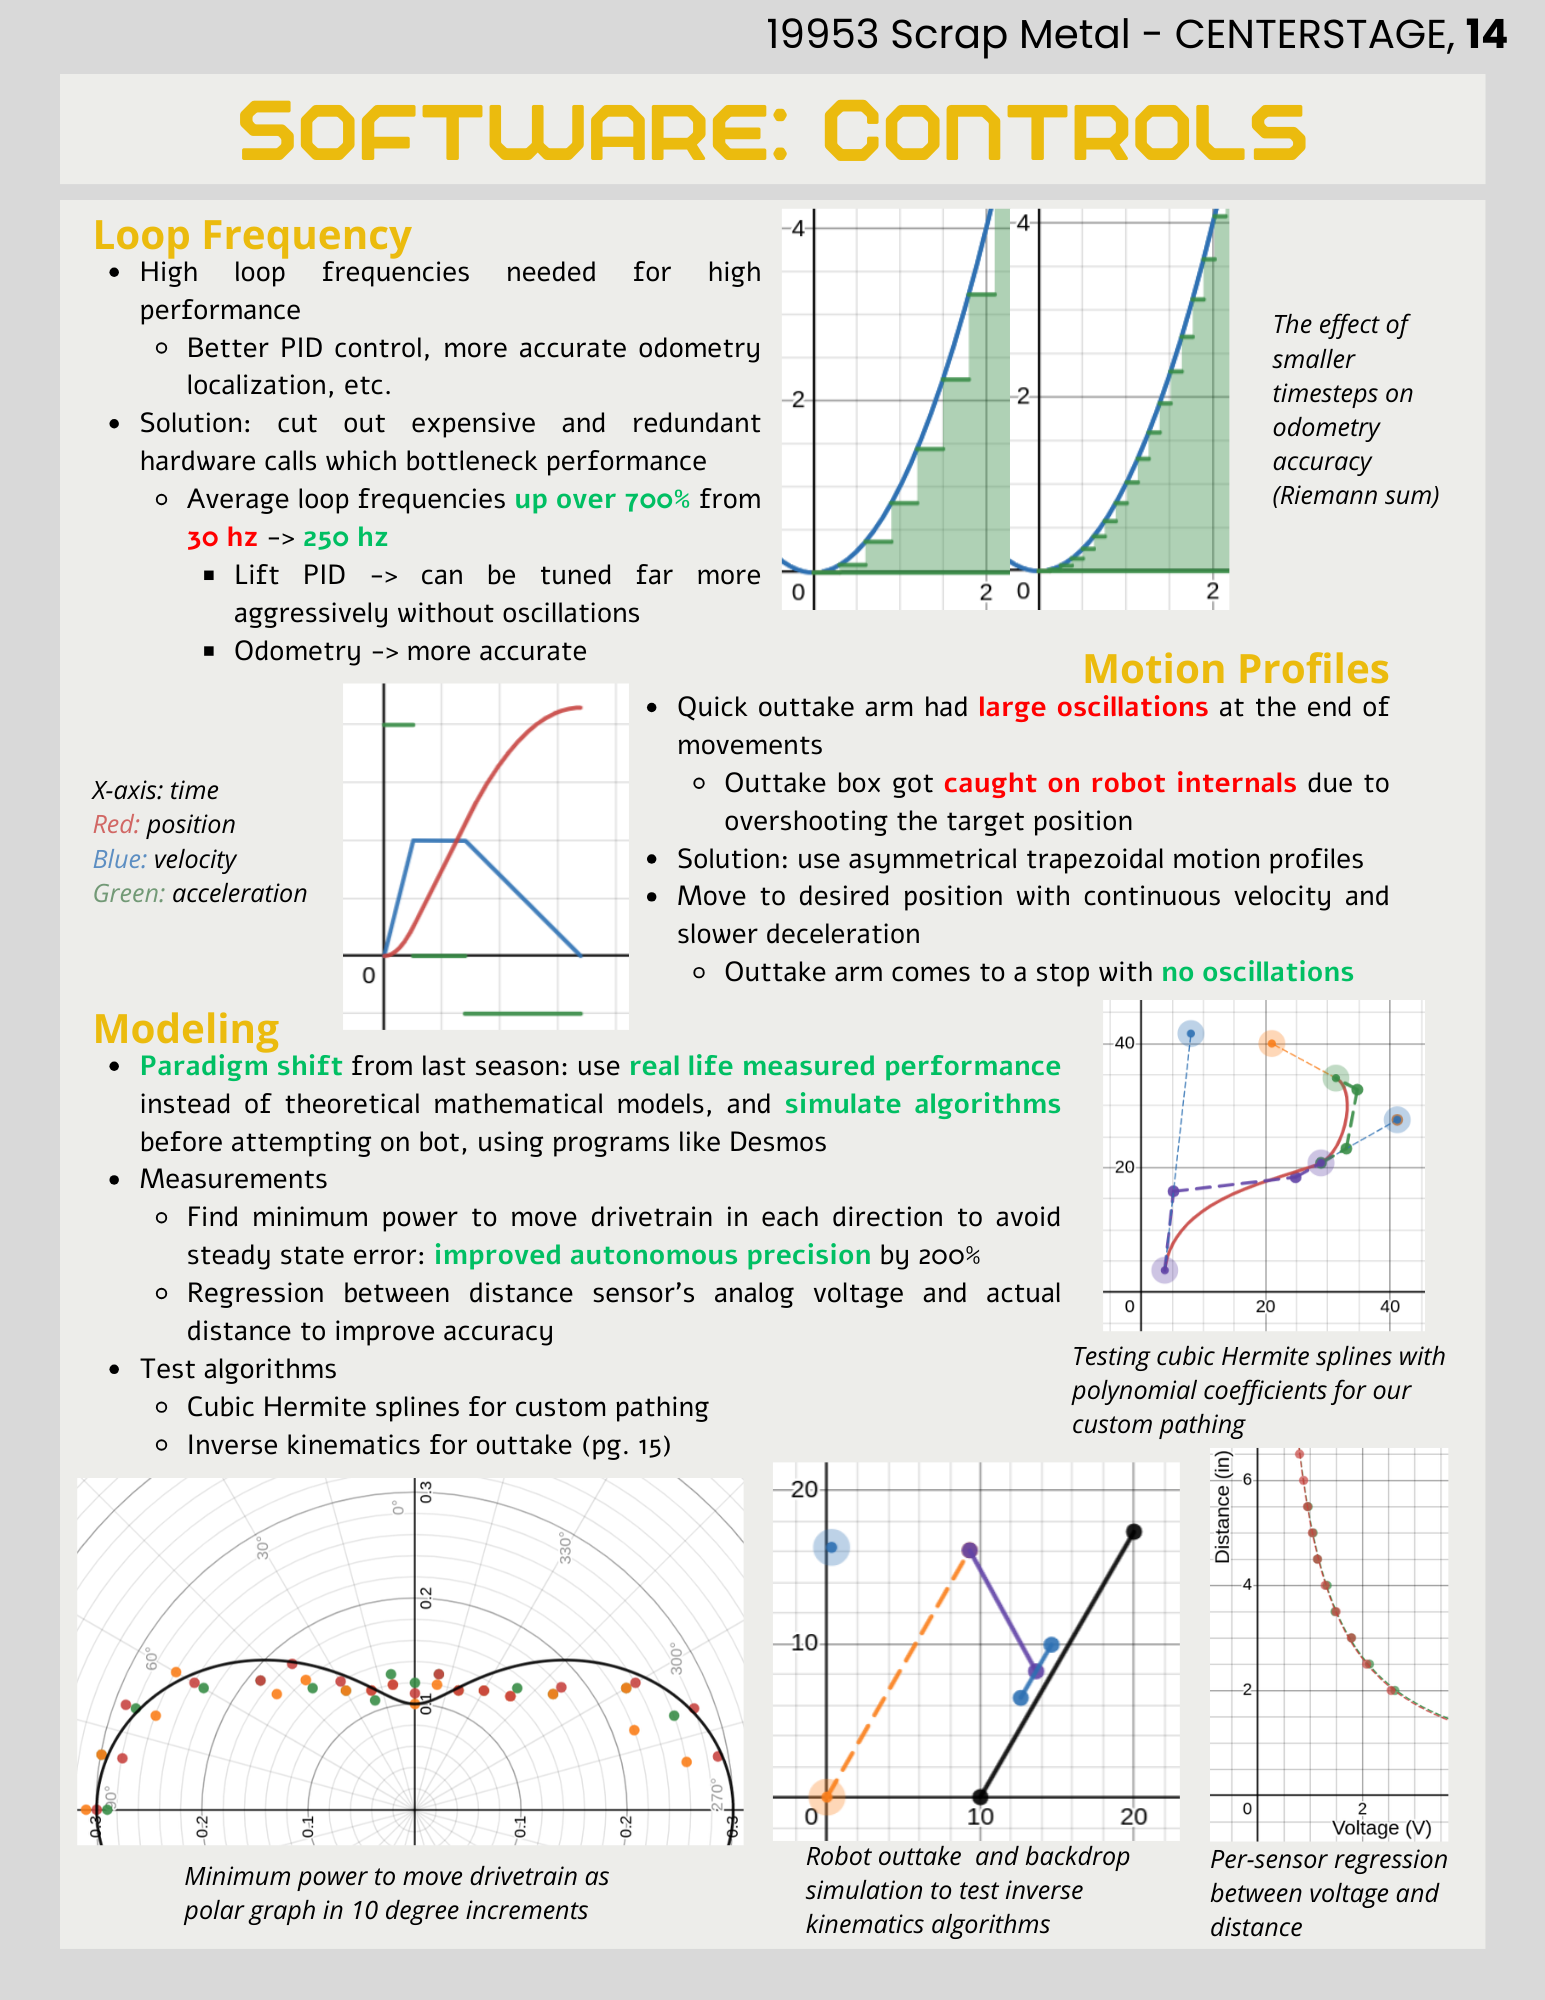 19953 Scrap Metal - CENTERSTAGE, 14
SOFTWARE: CONTROLS
Loop Frequency
• High loop frequencies needed for high
performance
◦ Better PID control, more accurate odometry
localization, etc.
• Solution: cut out expensive and redundant
hardware calls which bottleneck performance
◦ Average loop frequencies up over 700% from
30 hz -> 250 hz
▪ Lift PID -> can be tuned far more
aggressively without oscillations
▪ Odometry -> more accurate
4
2
0
2
4
2
0
2
The effect of
smaller
timesteps on
odometry
accuracy
(Riemann sum)
Motion Profiles
• Quick outtake arm had large oscillations at the end of
movements
◦ Outtake box got caught on robot internals due to
overshooting the target position
• Solution: use asymmetrical trapezoidal motion profiles
• Move to desired position with continuous velocity and
slower deceleration
◦ Outtake arm comes to a stop with no oscillations
X-axis: time
Red: position
Blue: velocity
Green: acceleration
0
Modeling
• Paradigm shift from last season: use real life measured performance
instead of theoretical mathematical models, and simulate algorithms
before attempting on bot, using programs like Desmos
• Measurements
◦ Find minimum power to move drivetrain in each direction to avoid
steady state error: improved autonomous precision by 200%
◦ Regression between distance sensor's analog voltage and actual
distance to improve accuracy
• Test algorithms
◦ Cubic Hermite splines for custom pathing
◦ Inverse kinematics for outtake (pg. 15)
40
20
0
20
40
Testing cubic Hermite splines with
polynomial coefficients for our
custom pathing
0.3
0°
30°
330°
0.2
60°
300°
0.1
90°
270°
0.3
0.2
0.1
0.1
0.2
0.3
Minimum power to move drivetrain as
polar graph in 10 degree increments
20
10
0
10
20
Robot outtake and backdrop
simulation to test inverse
kinematics algorithms
Distance (in)
6
4
2
0
2
Voltage (V)
Per-sensor regression
between voltage and
distance